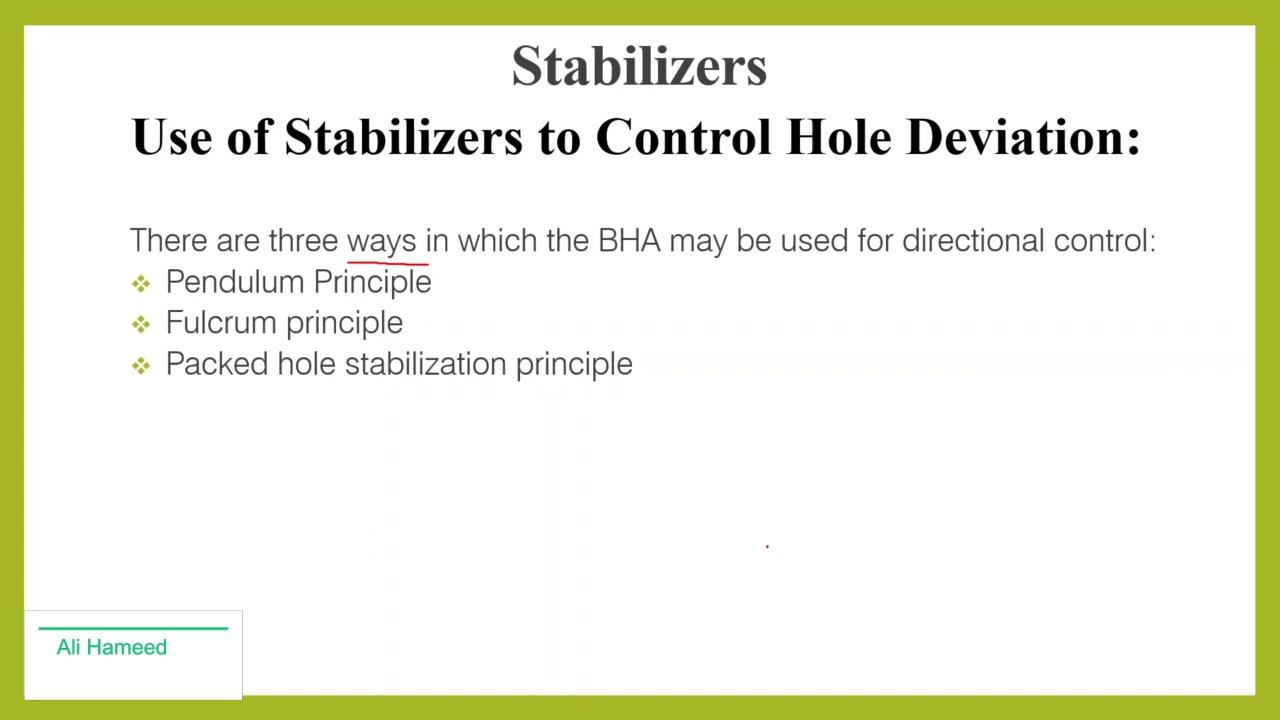 Stabilizers
Use of Stabilizers to Control Hole Deviation:
There are three ways in which the BHA may be used for directional control:
Pendulum Principle
Fulcrum principle
Packed hole stabilization principle
Ali Hameed